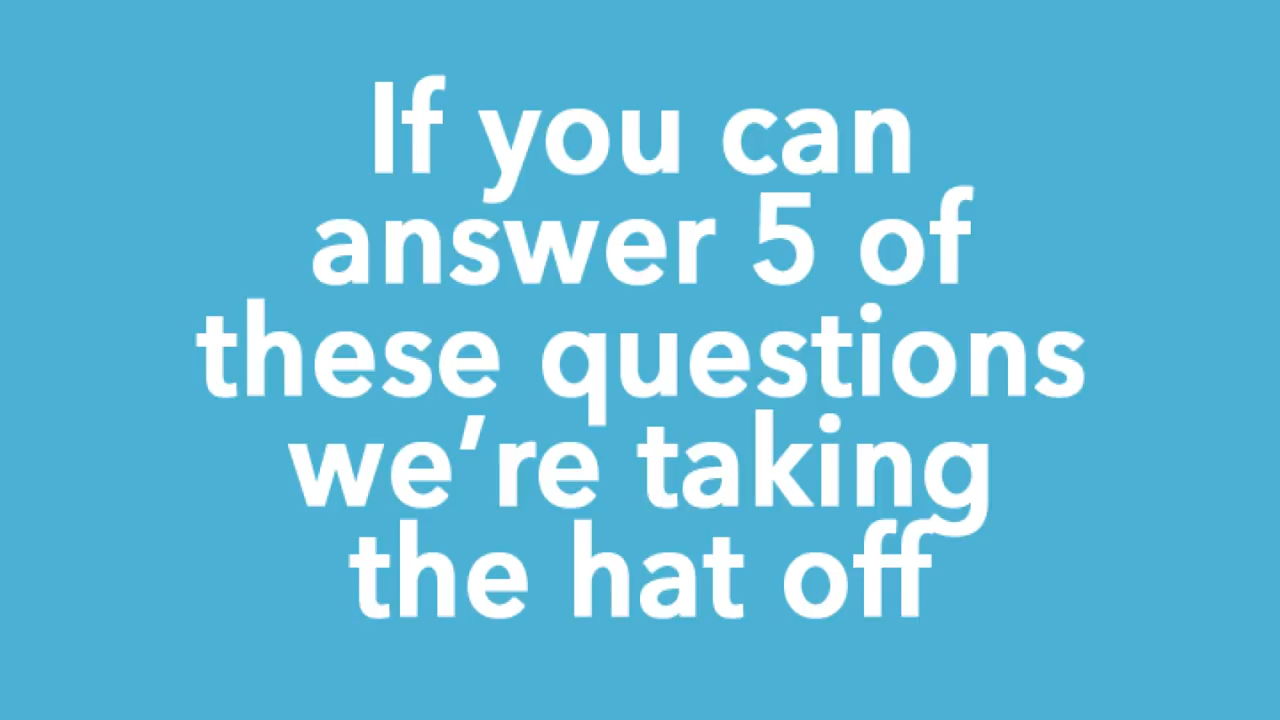 If you can
answer 5 of
these questions
we’re taking
the hat off